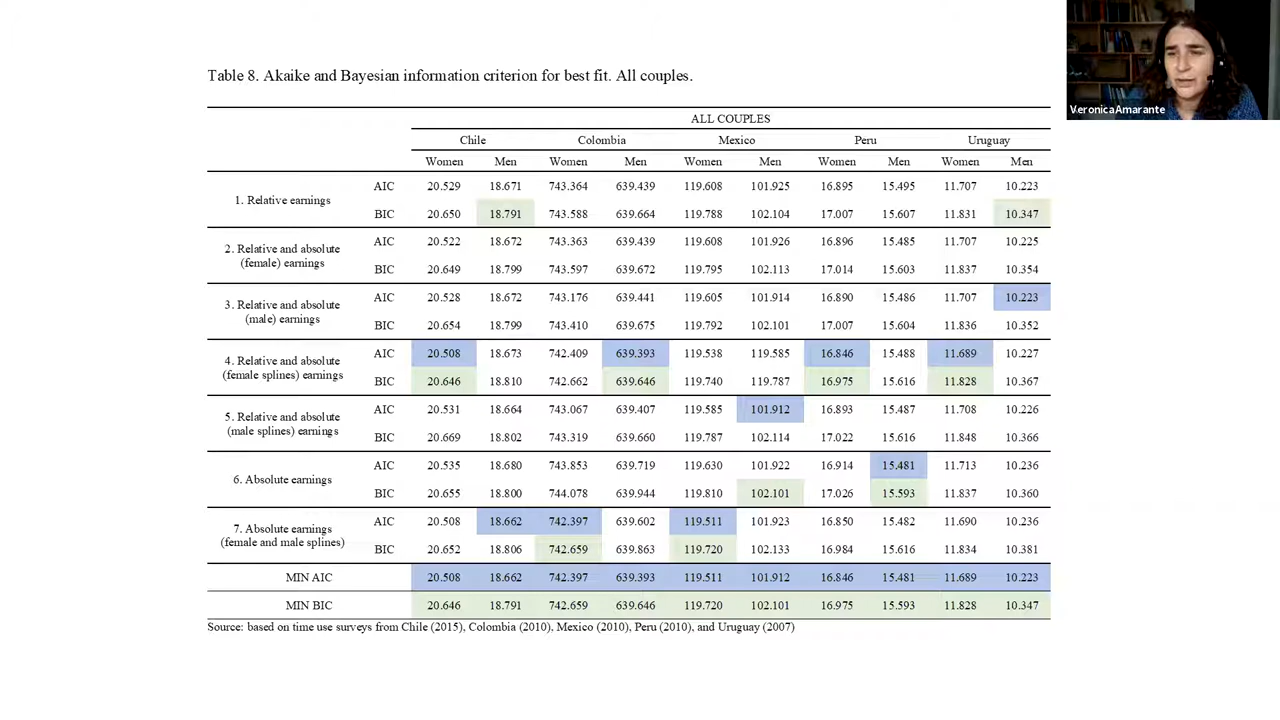 Veronica Amarante
Table 8. Akaike and Bayesian information criterion for best fit. All couples.
ALL COUPLES
Chile Colombia Mexico Peru Uruguay
Women Men Women Men Women Men Women Men Women Men
1. Relative earnings
AIC 20.529 18.671 743.364 639.439 119.608 101.925 16.895 15.495 11.707 10.223
BIC 20.650 18.791 743.588 639.664 119.788 102.104 17.007 15.607 11.831 10.347
2. Relative and absolute
(female) earnings
AIC 20.522 18.672 743.363 639.439 119.608 101.926 16.896 15.485 11.707 10.225
BIC 20.649 18.799 743.597 639.672 119.795 102.113 17.014 15.603 11.837 10.354
3. Relative and absolute
(male) earnings
AIC 20.528 18.672 743.176 639.441 119.605 101.914 16.890 15.486 11.707 10.223
BIC 20.654 18.799 743.410 639.675 119.792 102.101 17.007 15.604 11.836 10.352
4. Relative and absolute
(female splines) earnings
AIC 20.508 18.673 742.409 639.393 119.538 119.585 16.846 15.488 11.689 10.227
BIC 20.646 18.810 742.662 639.646 119.740 119.787 16.975 15.616 11.828 10.367
5. Relative and absolute
(male splines) earnings
AIC 20.531 18.664 743.067 639.407 119.585 101.912 16.893 15.487 11.708 10.226
BIC 20.669 18.802 743.319 639.660 119.787 102.114 17.022 15.616 11.848 10.366
6. Absolute earnings
AIC 20.535 18.680 743.853 639.719 119.630 101.922 16.914 15.481 11.713 10.236
BIC 20.655 18.800 744.078 639.944 119.810 102.101 17.026 15.593 11.837 10.360
7. Absolute earnings
(female and male splines)
AIC 20.508 18.662 742.397 639.602 119.511 101.923 16.850 15.482 11.690 10.236
BIC 20.652 18.806 742.659 639.863 119.720 102.133 16.984 15.616 11.834 10.381
MIN AIC 20.508 18.662 742.397 639.393 119.511 101.912 16.846 15.481 11.689 10.223
MIN BIC 20.646 18.791 742.659 639.646 119.720 102.101 16.975 15.593 11.828 10.347
Source: based on time use surveys from Chile (2015), Colombia (2010), Mexico (2010), Peru (2010), and Uruguay (2007)